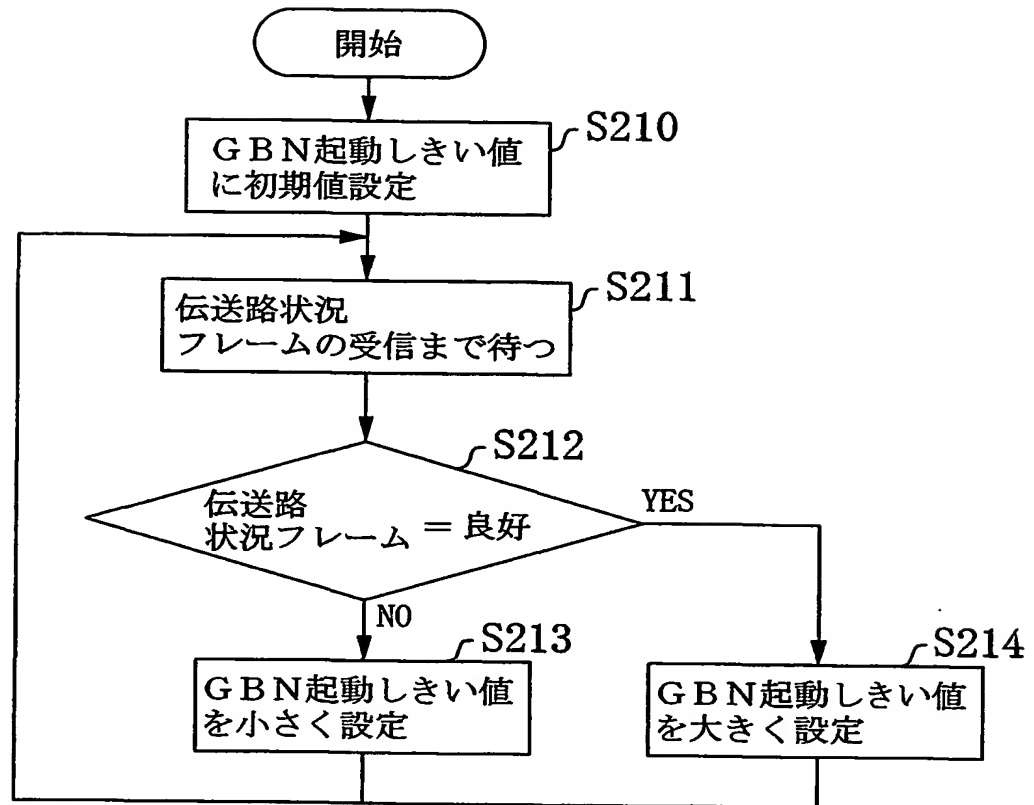 開始
GBN起動しきい値
に初期値設定
S210
伝送路状況
フレームの受信まで待つ
S211
S212
伝送路
状況フレーム = 良好
YES
NO
S213
GBN起動しきい値
を小さく設定
S214
GBN起動しきい値
を大きく設定